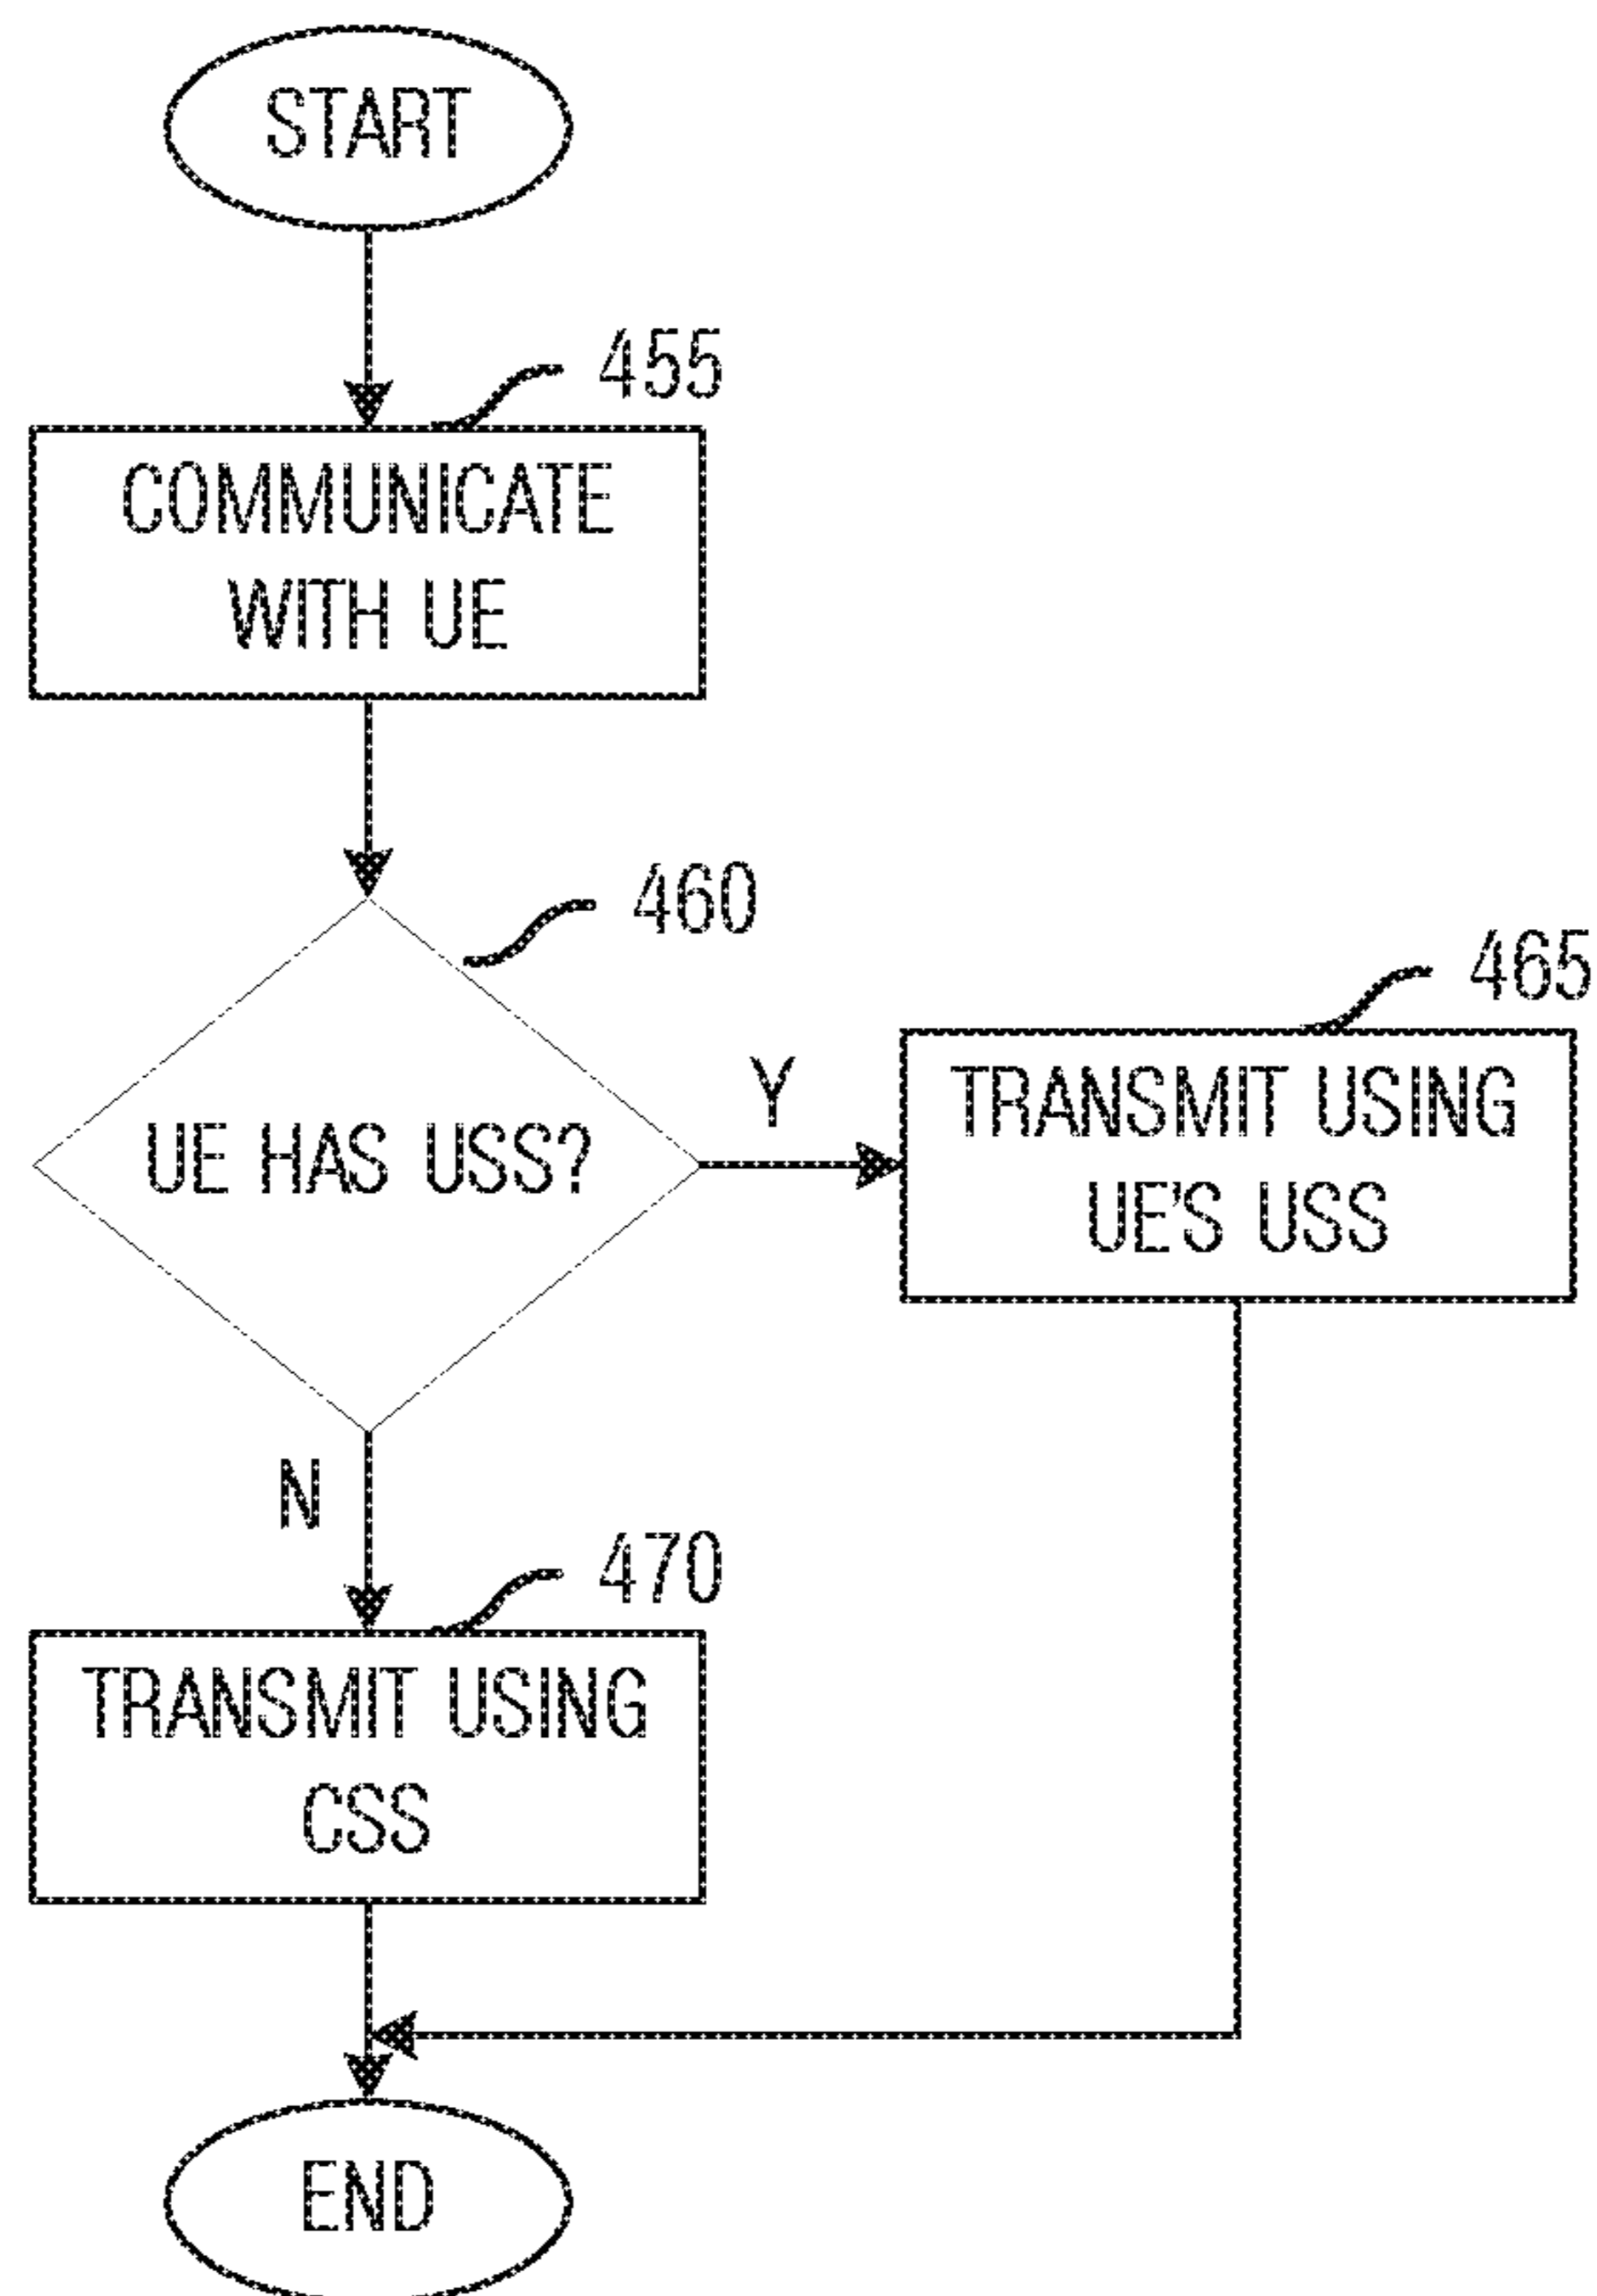 START
455
COMMUNICATE
WITH UE
460
UE HAS USS?
Y
465
TRANSMIT USING
UE'S USS
N
470
TRANSMIT USING
CSS
END